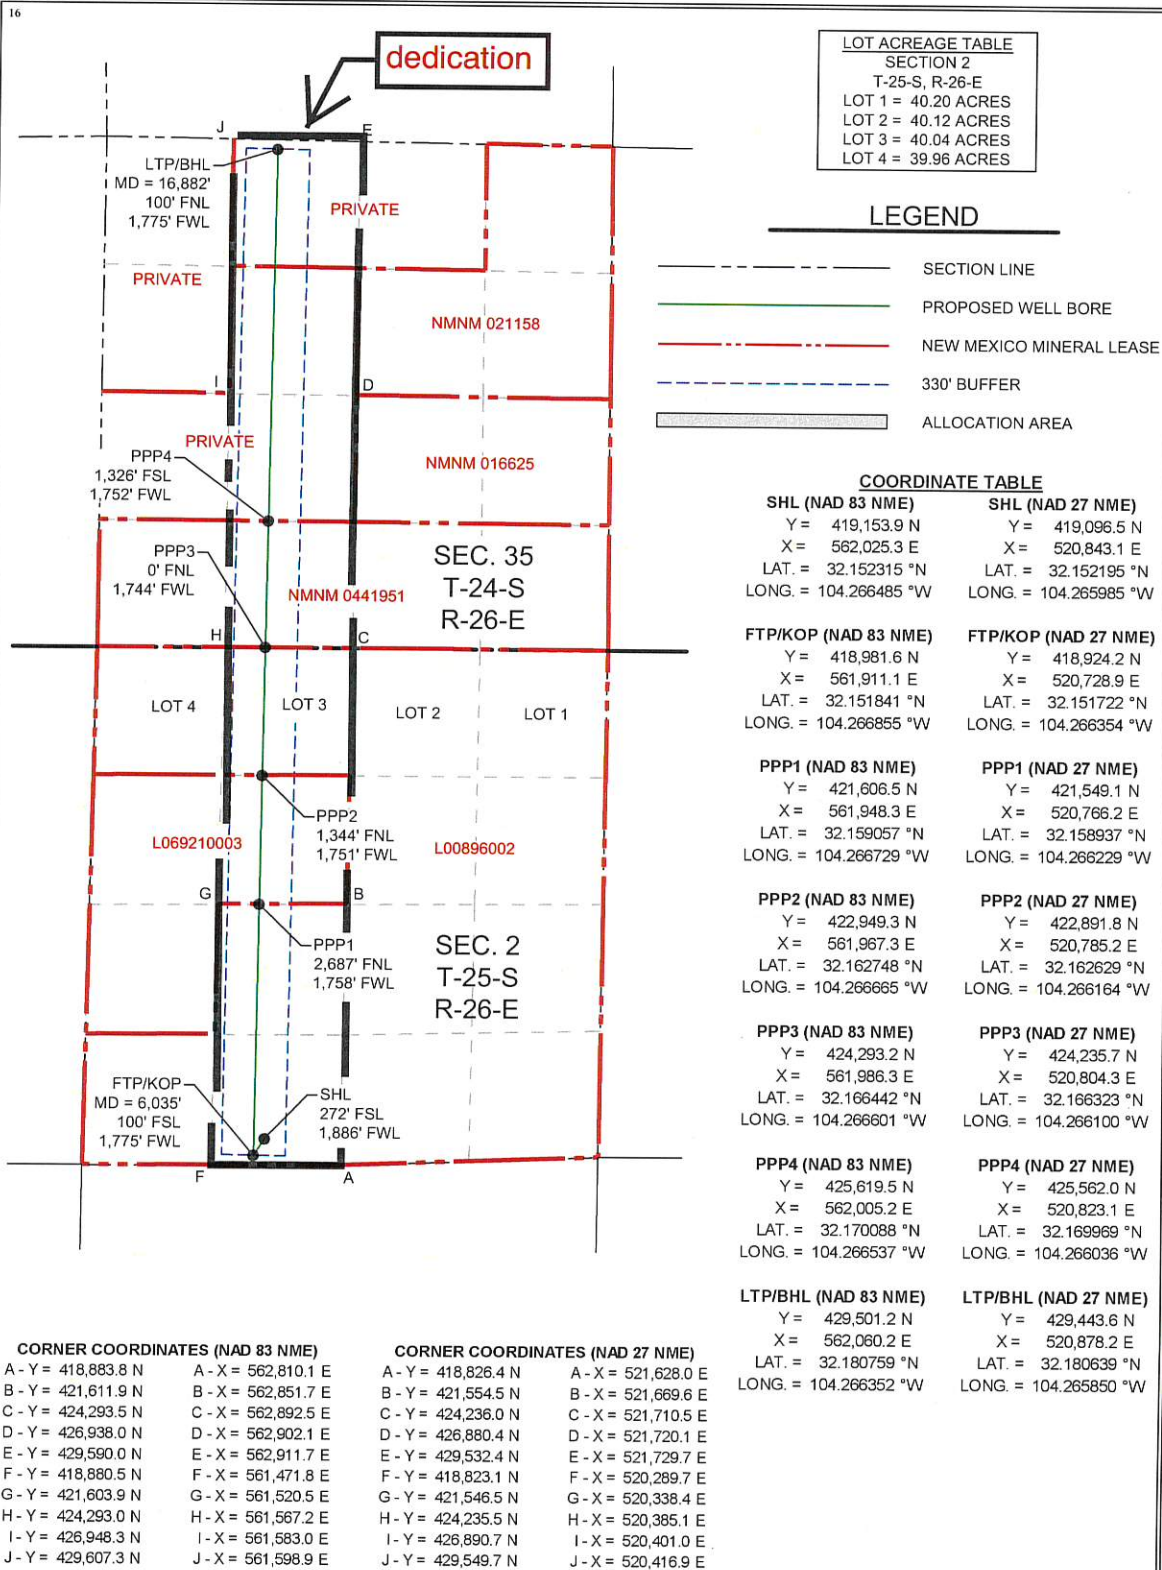 16
dedication
LOT ACREAGE TABLE
SECTION 2
T-25-S, R-26-E
LOT 1 = 40.20 ACRES
LOT 2 = 40.12 ACRES
LOT 3 = 40.04 ACRES
LOT 4 = 39.96 ACRES
J
E
LTP/BHL
MD = 16,882'
100' FNL
1,775' FWL
PRIVATE
PRIVATE
NMNM 021158
I
D
PRIVATE
PPP4
1,326' FSL
1,752' FWL
NMNM 016625
PPP3
0' FNL
1,744' FWL
SEC. 35
T-24-S
R-26-E
NMNM 0441951
H
C
LOT 4
LOT 3
LOT 2
LOT 1
PPP2
1,344' FNL
1,751' FWL
L069210003
L00896002
G
B
PPP1
2,687' FNL
1,758' FWL
SEC. 2
T-25-S
R-26-E
FTP/KOP
MD = 6,035'
100' FSL
1,775' FWL
SHL
272' FSL
1,886' FWL
F
A
LEGEND
SECTION LINE
PROPOSED WELL BORE
NEW MEXICO MINERAL LEASE
330' BUFFER
ALLOCATION AREA
COORDINATE TABLE
SHL (NAD 83 NME) SHL (NAD 27 NME)
Y = 419,153.9 N Y = 419,096.5 N
X = 562,025.3 E X = 520,843.1 E
LAT. = 32.152315 °N LAT. = 32.152195 °N
LONG. = 104.266485 °W LONG. = 104.265985 °W
FTP/KOP (NAD 83 NME) FTP/KOP (NAD 27 NME)
Y = 418,981.6 N Y = 418,924.2 N
X = 561,911.1 E X = 520,728.9 E
LAT. = 32.151841 °N LAT. = 32.151722 °N
LONG. = 104.266855 °W LONG. = 104.266354 °W
PPP1 (NAD 83 NME) PPP1 (NAD 27 NME)
Y = 421,606.5 N Y = 421,549.1 N
X = 561,948.3 E X = 520,766.2 E
LAT. = 32.159057 °N LAT. = 32.158937 °N
LONG. = 104.266729 °W LONG. = 104.266229 °W
PPP2 (NAD 83 NME) PPP2 (NAD 27 NME)
Y = 422,949.3 N Y = 422,891.8 N
X = 561,967.3 E X = 520,785.2 E
LAT. = 32.162748 °N LAT. = 32.162629 °N
LONG. = 104.266665 °W LONG. = 104.266164 °W
PPP3 (NAD 83 NME) PPP3 (NAD 27 NME)
Y = 424,293.2 N Y = 424,235.7 N
X = 561,986.3 E X = 520,804.3 E
LAT. = 32.166442 °N LAT. = 32.166323 °N
LONG. = 104.266601 °W LONG. = 104.266100 °W
PPP4 (NAD 83 NME) PPP4 (NAD 27 NME)
Y = 425,619.5 N Y = 425,562.0 N
X = 562,005.2 E X = 520,823.1 E
LAT. = 32.170088 °N LAT. = 32.169969 °N
LONG. = 104.266537 °W LONG. = 104.266036 °W
LTP/BHL (NAD 83 NME) LTP/BHL (NAD 27 NME)
Y = 429,501.2 N Y = 429,443.6 N
X = 562,060.2 E X = 520,878.2 E
LAT. = 32.180759 °N LAT. = 32.180639 °N
LONG. = 104.266352 °W LONG. = 104.265850 °W
CORNER COORDINATES (NAD 83 NME)
A - Y = 418,883.8 N A - X = 562,810.1 E
B - Y = 421,611.9 N B - X = 562,851.7 E
C - Y = 424,293.5 N C - X = 562,892.5 E
D - Y = 426,938.0 N D - X = 562,902.1 E
E - Y = 429,590.0 N E - X = 562,911.7 E
F - Y = 418,880.5 N F - X = 561,471.8 E
G - Y = 421,603.9 N G - X = 561,520.5 E
H - Y = 424,293.0 N H - X = 561,567.2 E
I - Y = 426,948.3 N I - X = 561,583.0 E
J - Y = 429,607.3 N J - X = 561,598.9 E
CORNER COORDINATES (NAD 27 NME)
A - Y = 418,826.4 N A - X = 521,628.0 E
B - Y = 421,554.5 N B - X = 521,669.6 E
C - Y = 424,236.0 N C - X = 521,710.5 E
D - Y = 426,880.4 N D - X = 521,720.1 E
E - Y = 429,532.4 N E - X = 521,729.7 E
F - Y = 418,823.1 N F - X = 520,289.7 E
G - Y = 421,546.5 N G - X = 520,338.4 E
H - Y = 424,235.5 N H - X = 520,385.1 E
I - Y = 426,890.7 N I - X = 520,401.0 E
J - Y = 429,549.7 N J - X = 520,416.9 E